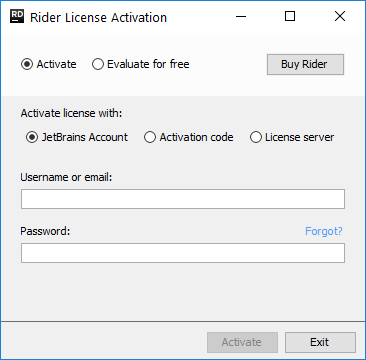 RD Rider License Activation
Activate Evaluate for free Buy Rider
Activate license with:
JetBrains Account Activation code License server
Username or email:
Password: Forgot?
Activate Exit